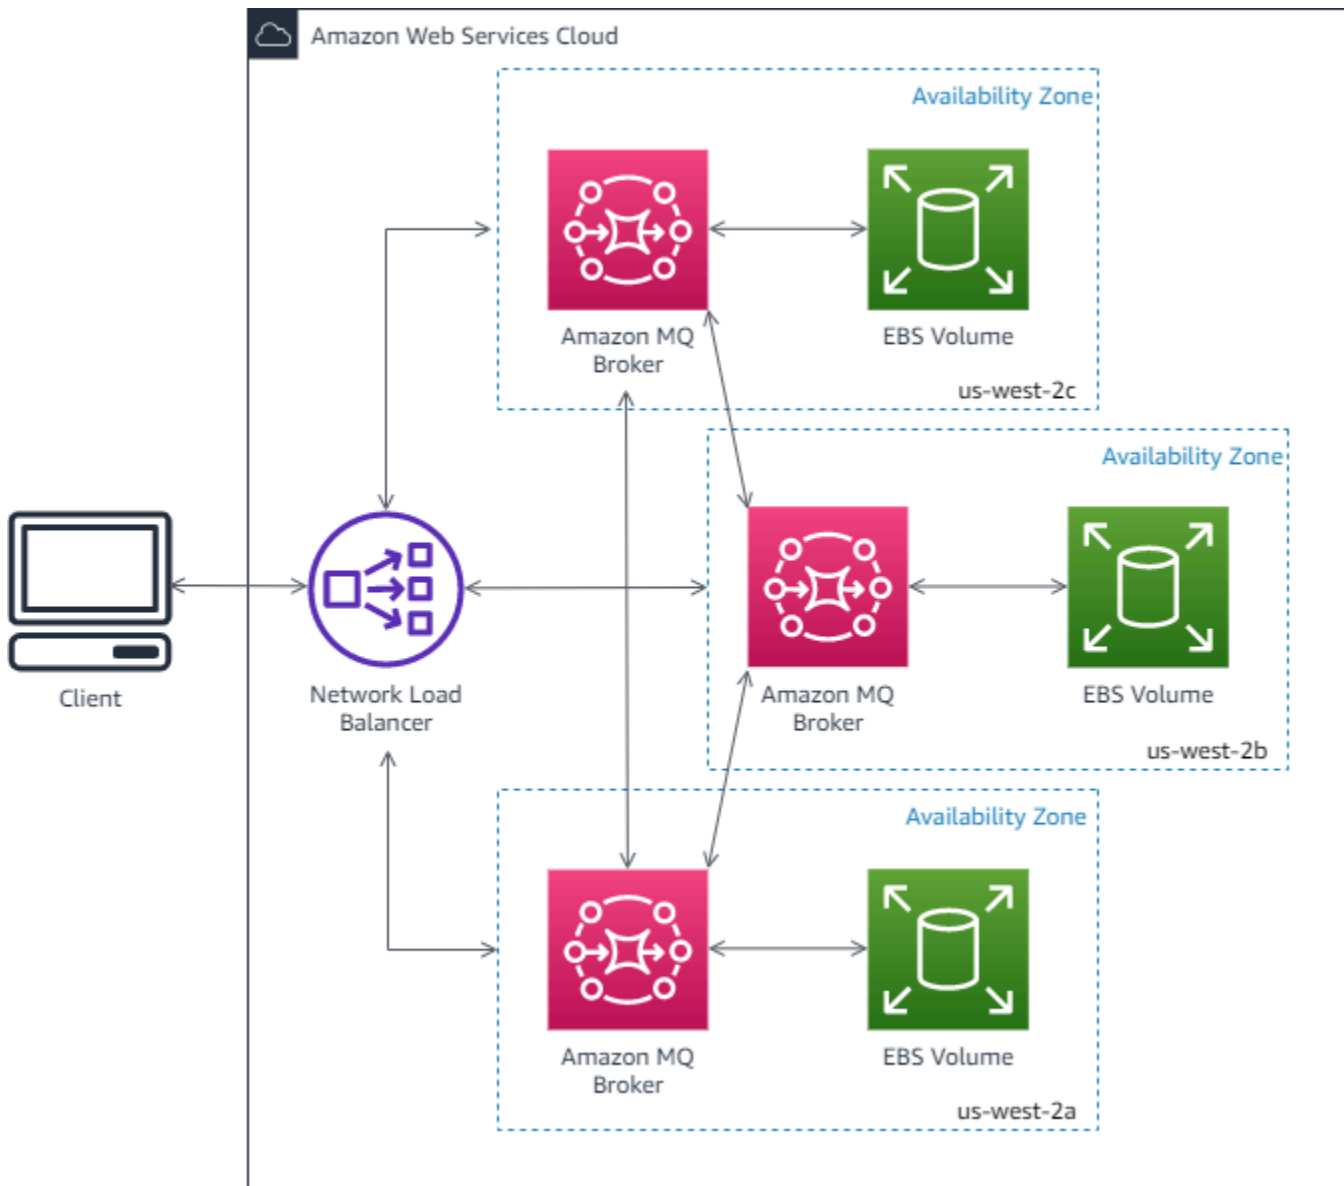 Amazon Web Services Cloud
Availability Zone
Amazon MQ
Broker
EBS Volume
us-west-2c
Availability Zone
Amazon MQ
Broker
EBS Volume
us-west-2b
Client
Network Load
Balancer
Availability Zone
Amazon MQ
Broker
EBS Volume
us-west-2a